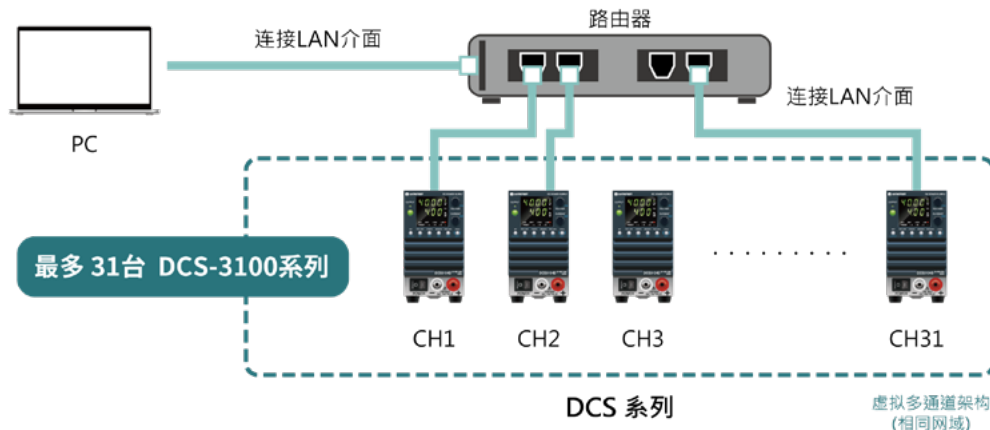 路由器
连接LAN介面
连接LAN介面
PC
最多 31台 DCS-3100系列
CH1
CH2
CH3
· · · · · · · · ·
CH31
DCS 系列
虚拟多通道架构
(相同网域)